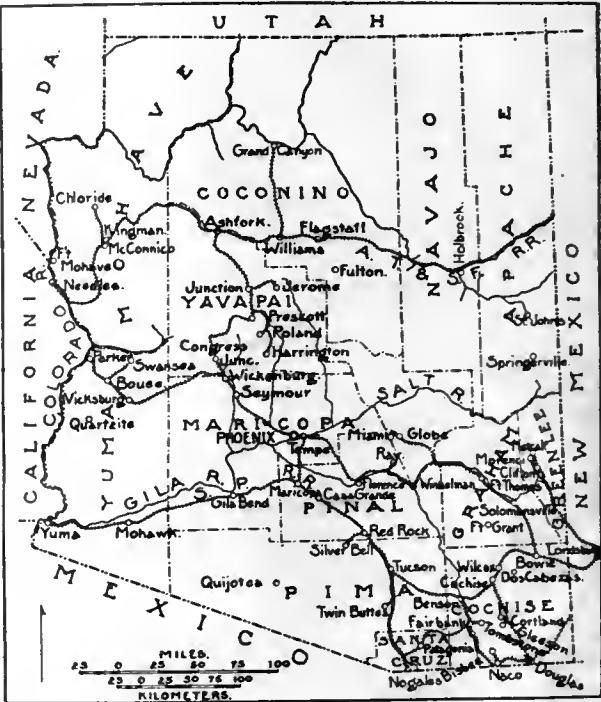 UTAH
NEVADA.
CALIFORNIA
MOHAVE
COCONINO
NAVAJO
APACHE
NEW MEXICO
Grand Canyon
Chloride
Kingman.
McConnico
Ft.
Mohave
Needles.
COLORADO R.
Ashfork.
Williams
Flagstaff
A.T. & S.F. R.R.
Holbrook.
Fulton.
St. Johns
Springerville.
Junction
Jerome
YAVAPAI
Prescott
Poland
Harrington
Congress
Junc.
Wickenburg.
Seymour
Parker
Swansea
Bouse
Vicksburg
Quartzite
YUMA
MARICOPA
SALT R.
PHOENIX
Tempe
Miami
Globe
Ray.
GREENLEE
Metcalf
Morenci
Clifton
Ft Thomas
GRAHAM
Solomonsville
Ft Grant
GILA R.
S. P. R.R.
Gila Bend
Maricopa
Casa Grande
Florence
Winkelman
PINAL
Yuma
Mohawk.
Red Rock.
Silver Bell
Lordsburg
Bowie
Dos Cabezas.
Wilcox
Cochise
Tucson
Quijotea
PIMA
Twin Buttes
Benson
Fairbank
COCHISE
Cortland
Gleeson
Tombstone
SANTA
CRUZ
Patagonia
Nogales
Bisbee
Naco
Douglas
MEXICO
MILES.
25 0 25 50 75 100
25 0 25 50 100
KILOMETERS.